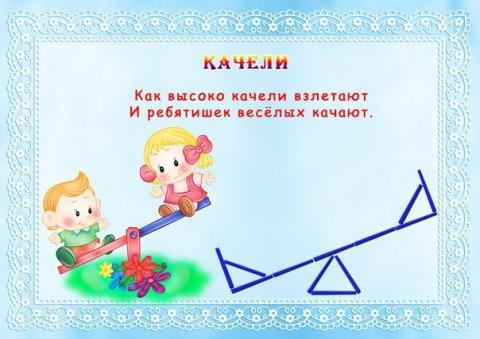 КАЧЕЛИ
Как высоко качели взлетают
И ребятишек весёлых качают.